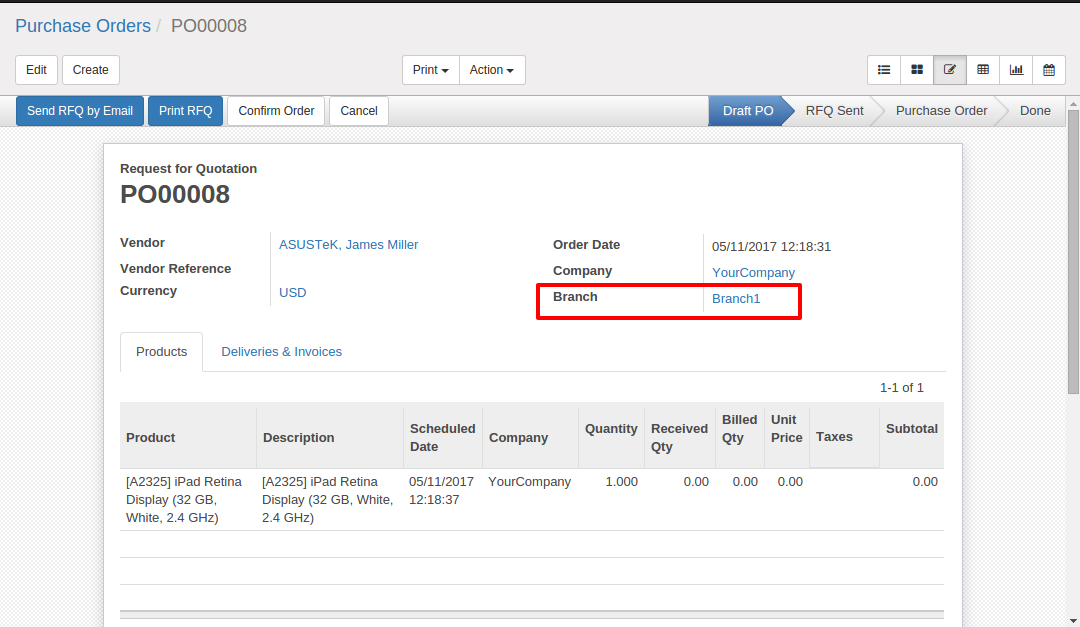 Purchase Orders / PO00008
Edit Create Print Action
Send RFQ by Email Print RFQ Confirm Order Cancel Draft PO RFQ Sent Purchase Order Done
Request for Quotation
PO00008
Vendor ASUSTeK, James Miller
Vendor Reference
Currency USD
Order Date 05/11/2017 12:18:31
Company YourCompany
Branch Branch1
Products Deliveries & Invoices
1-1 of 1
Product Description Scheduled Date Company Quantity Received Qty Billed Qty Unit Price Taxes Subtotal
[A2325] iPad Retina [A2325] iPad Retina 05/11/2017 YourCompany 1.000 0.00 0.00 0.00 0.00
Display (32 GB, Display (32 GB, White, 12:18:37
White, 2.4 GHz) 2.4 GHz)